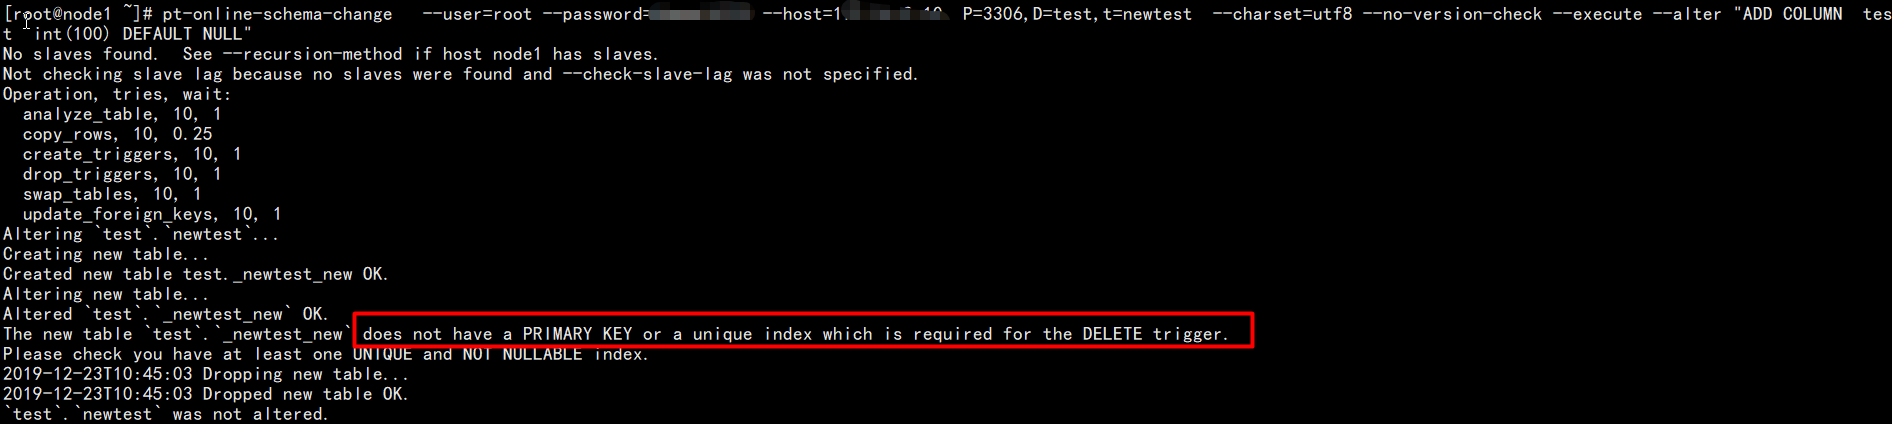 [root@node1 ~]# pt-online-schema-change   --user=root --password= --host=1 P=3306,D=test,t=newtest  --charset=utf8 --no-version-check --execute --alter "ADD COLUMN  tes
t  int(100) DEFAULT NULL"
No slaves found.  See --recursion-method if host node1 has slaves.
Not checking slave lag because no slaves were found and --check-slave-lag was not specified.
Operation, tries, wait:
  analyze_table, 10, 1
  copy_rows, 10, 0.25
  create_triggers, 10, 1
  drop_triggers, 10, 1
  swap_tables, 10, 1
  update_foreign_keys, 10, 1
Altering `test`.`newtest`...
Creating new table...
Created new table test._newtest_new OK.
Altering new table...
Altered `test`.`_newtest_new` OK.
The new table `test`.`_newtest_new` does not have a PRIMARY KEY or a unique index which is required for the DELETE trigger.
Please check you have at least one UNIQUE and NOT NULLABLE index.
2019-12-23T10:45:03 Dropping new table...
2019-12-23T10:45:03 Dropped new table OK.
`test`.`newtest` was not altered.